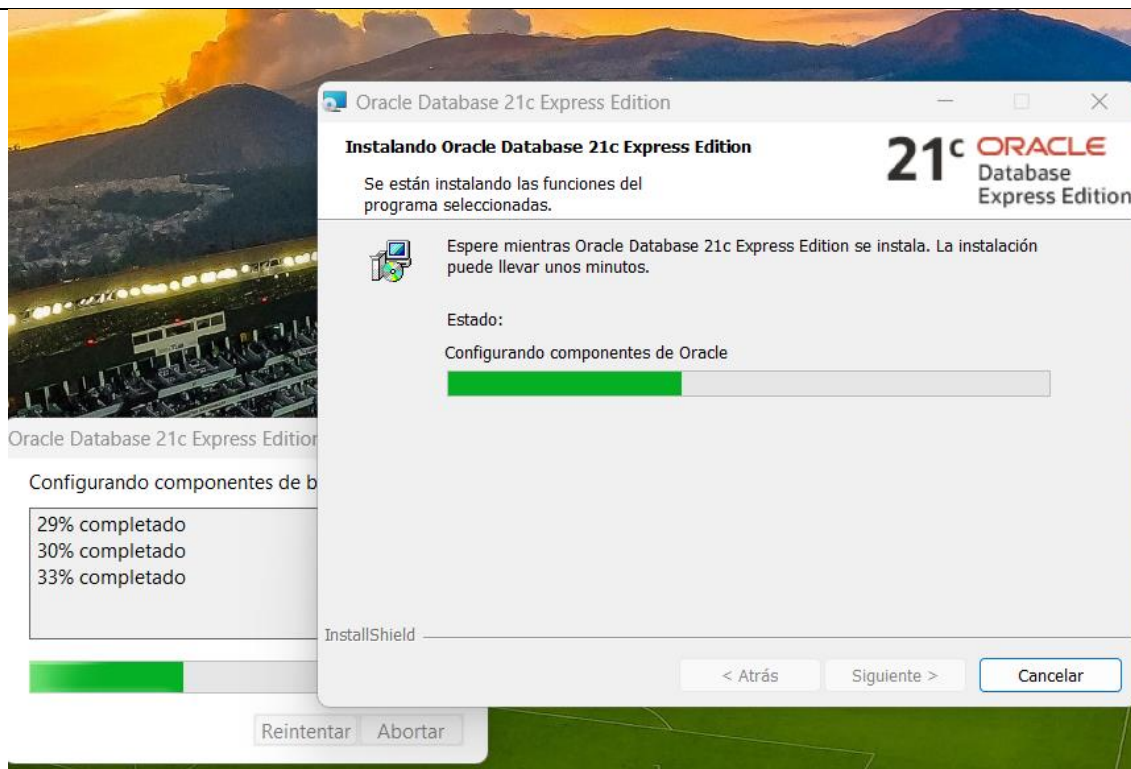 Oracle Database 21c Express Edition
Instalando Oracle Database 21c Express Edition
Se están instalando las funciones del
programa seleccionadas.
21c ORACLE
Database
Express Edition
Espere mientras Oracle Database 21c Express Edition se instala. La instalación
puede llevar unos minutos.
Estado:
Configurando componentes de Oracle
InstallShield
< Atrás
Siguiente >
Cancelar
Oracle Database 21c Express Edition
Configurando componentes de b
29% completado
30% completado
33% completado
Reintentar
Abortar